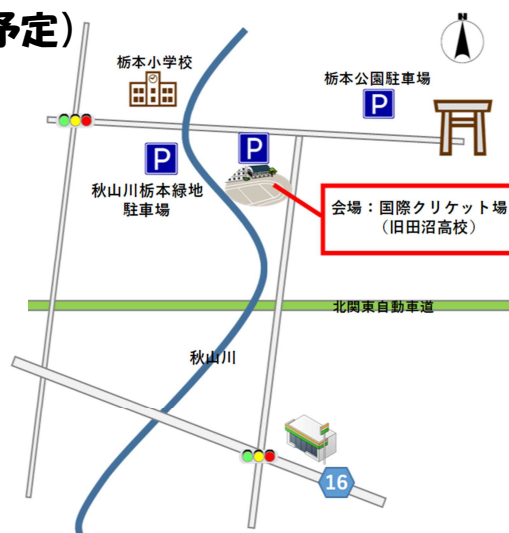 予定)
N
栃本小学校
栃本公園駐車場
P
P
P
秋山川栃本緑地
駐車場
会場：国際クリケット場
（旧田沼高校）
北関東自動車道
秋山川
16